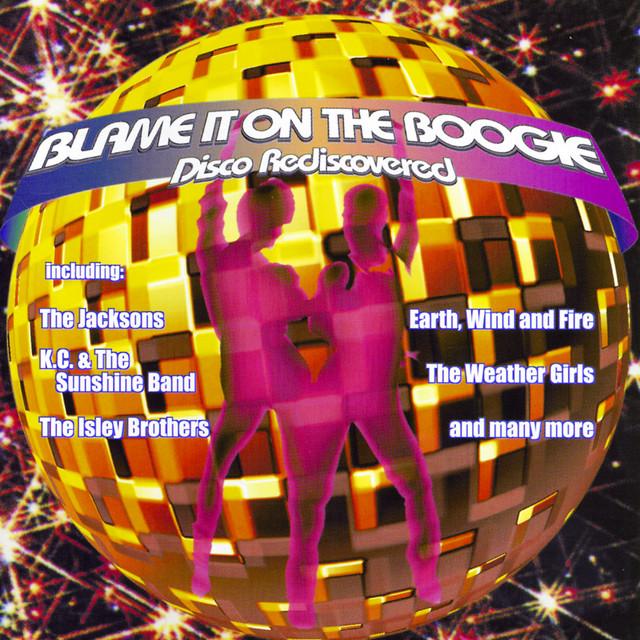 BLAME IT ON THE BOOGIE
Disco Rediscovered
including:
The Jacksons
K.C. & The
Sunshine Band
The Isley Brothers
Earth, Wind and Fire
The Weather Girls
and many more